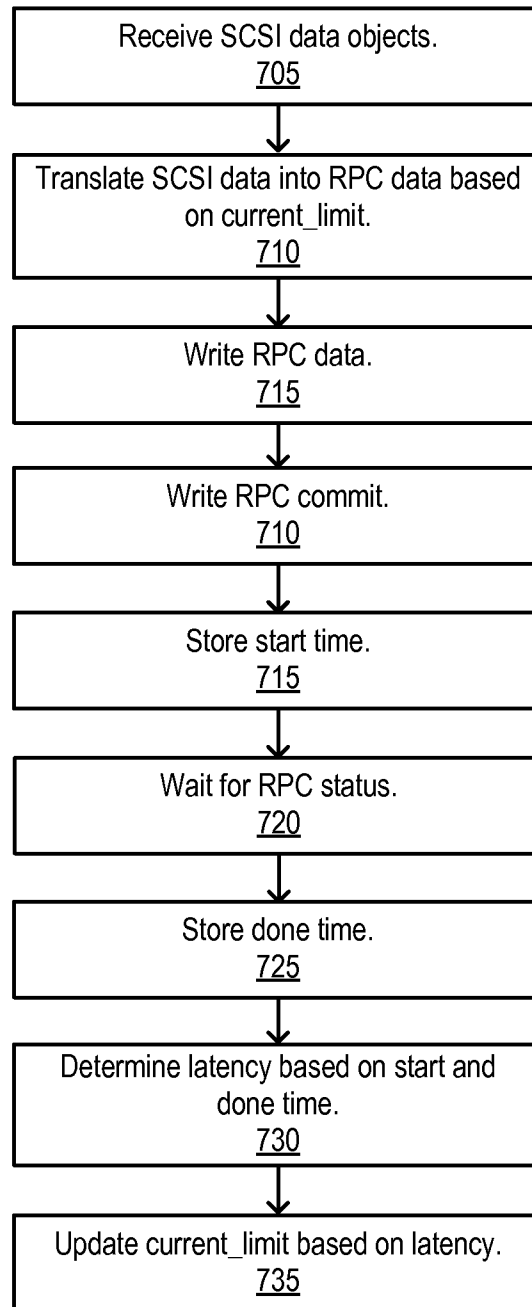 Receive SCSI data objects.
705
Translate SCSI data into RPC data based
on current_limit.
710
Write RPC data.
715
Write RPC commit.
710
Store start time.
715
Wait for RPC status.
720
Store done time.
725
Determine latency based on start and
done time.
730
Update current_limit based on latency.
735